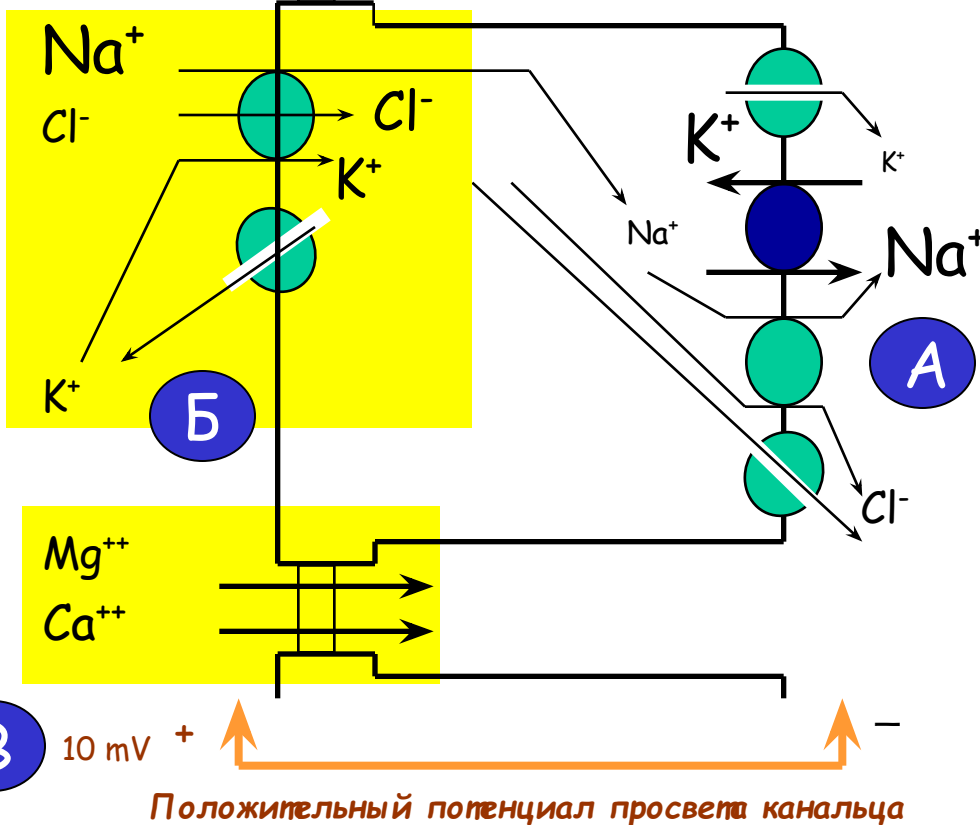 Na⁺
Cl⁻
Cl⁻
K⁺
K⁺
K⁺
Na⁺
Na⁺
K⁺
А
Б
Cl⁻
Mg⁺⁺
Ca⁺⁺
В
10 mV
+
–
Положительный потенциал просвета канальца